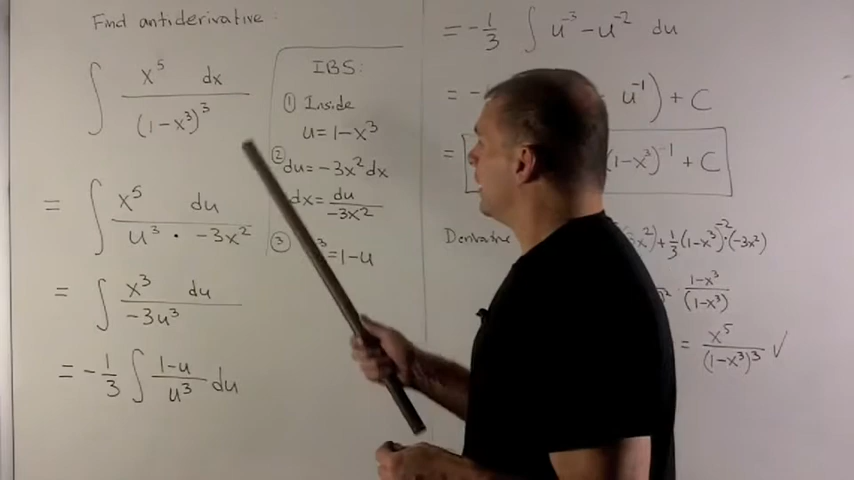 Find antiderivative:
∫ x⁵ dx / (1-x³)³
= ∫ x⁵ du / u³ · -3x²
= ∫ x³ du / -3u³
= -1/3 ∫ 1-u / u³ du
IBS:
① Inside
u = 1-x³
② du = -3x² dx
dx = du / -3x²
③ ³ = 1-u
= -1/3 ∫ u⁻³ - u⁻² du
= - u⁻¹) + C
= (1-x³)⁻¹ + C
Derivative
x²) + 1/3 (1-x³)⁻² · (-3x²)
1-x³ / (1-x³)
= x⁵ / (1-x³)³ ✓